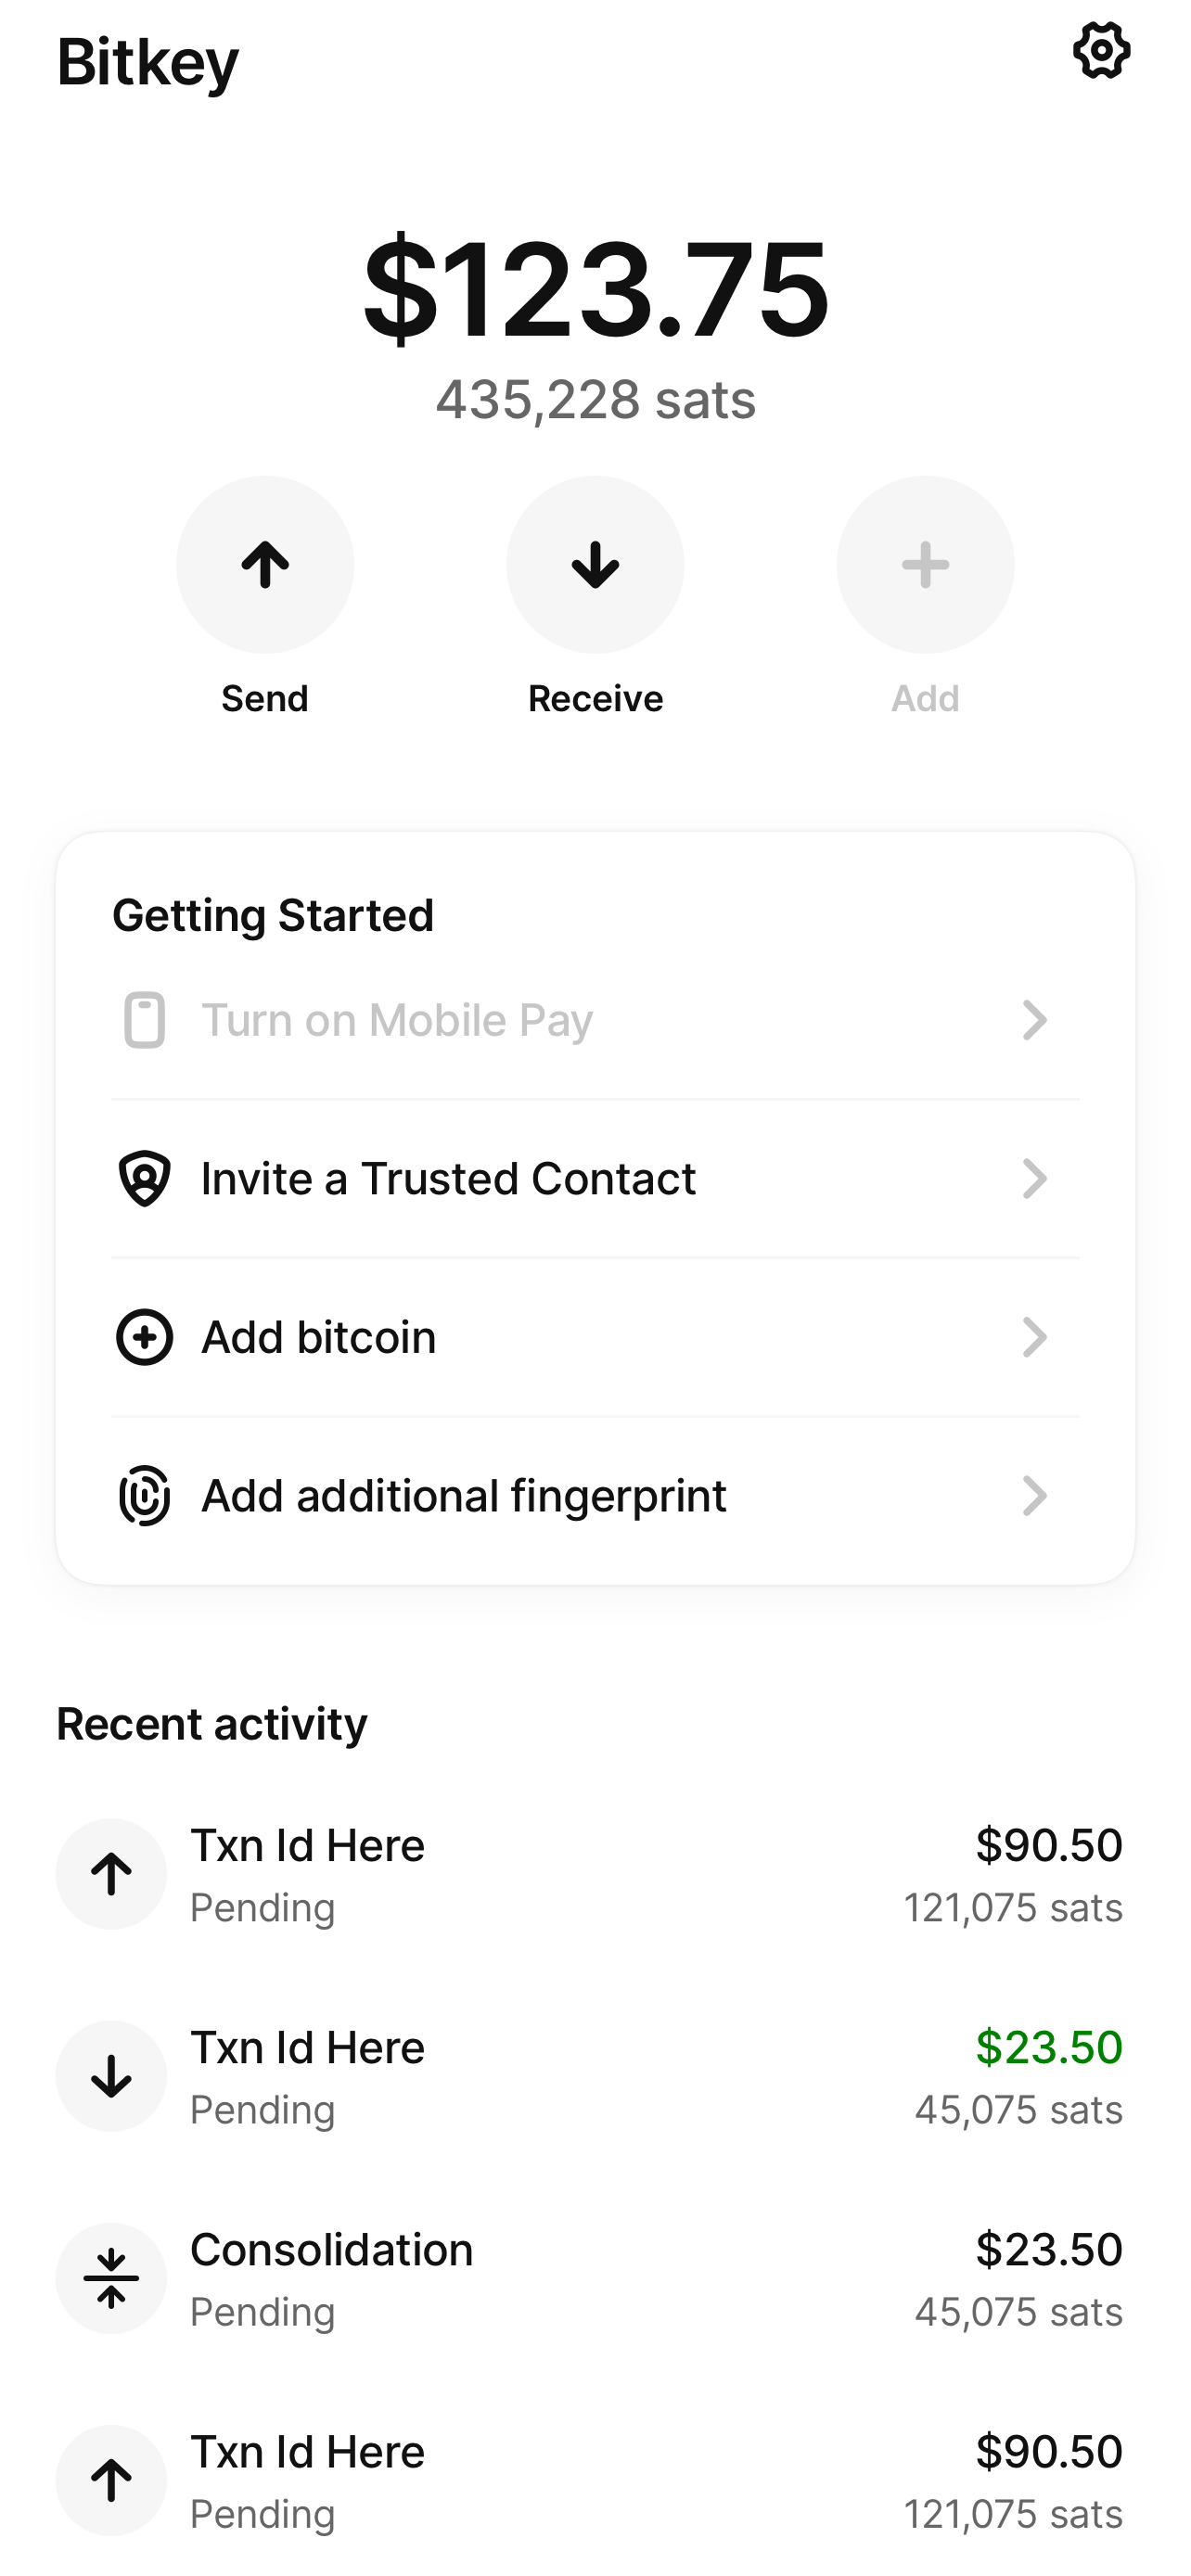 Bitkey
$123.75
435,228 sats
Send Receive Add
Getting Started
Turn on Mobile Pay
Invite a Trusted Contact
Add bitcoin
Add additional fingerprint
Recent activity
Txn Id Here $90.50
Pending 121,075 sats
Txn Id Here $23.50
Pending 45,075 sats
Consolidation $23.50
Pending 45,075 sats
Txn Id Here $90.50
Pending 121,075 sats